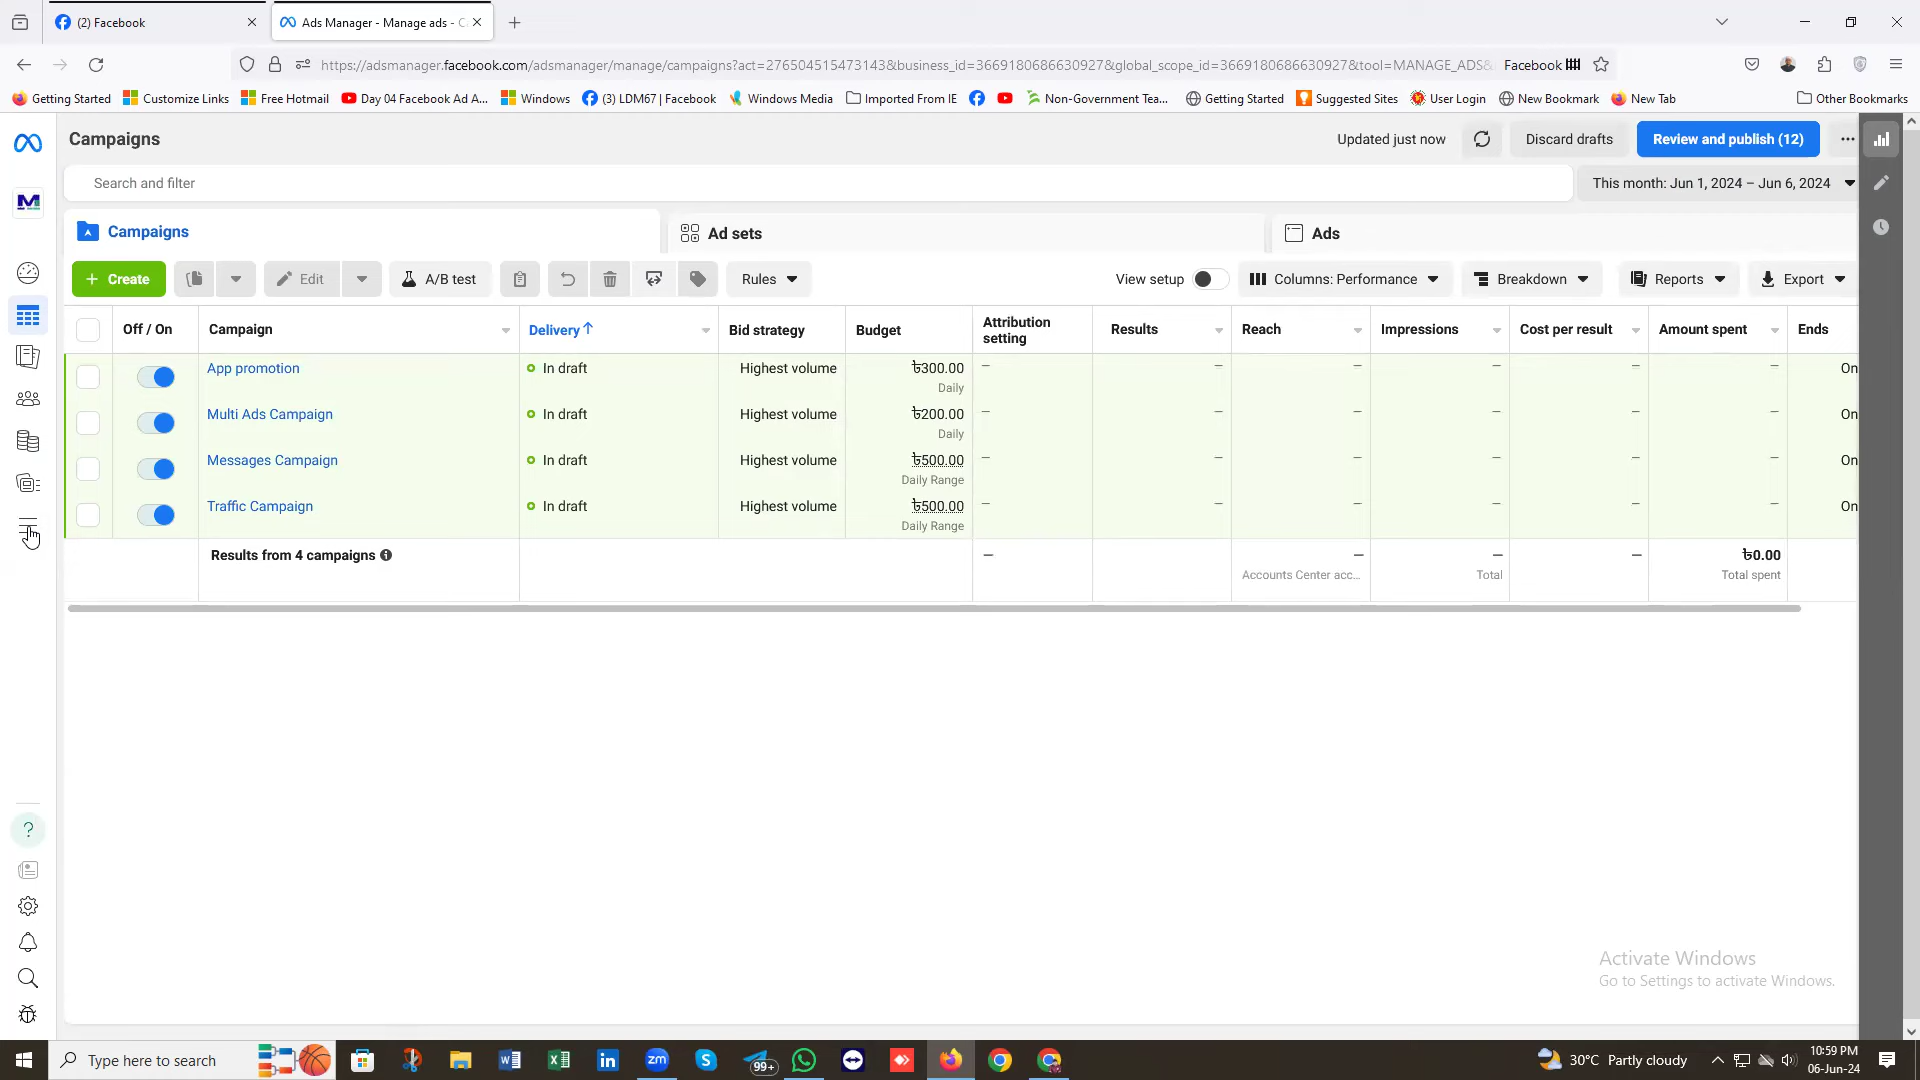 (2) Facebook
Ads Manager - Manage ads - C
https://adsmanager.facebook.com/adsmanager/manage/campaigns?act=276504515473143&business_id=3669180686630927&global_scope_id=3669180686630927&tool=MANAGE_ADS&
Facebook
Getting Started
Customize Links
Free Hotmail
Day 04 Facebook Ad A...
Windows
(3) LDM67 | Facebook
Windows Media
Imported From IE
Non-Government Tea...
Getting Started
Suggested Sites
User Login
New Bookmark
New Tab
Other Bookmarks
Campaigns
Updated just now
Discard drafts
Review and publish (12)
Search and filter
This month: Jun 1, 2024 – Jun 6, 2024
Campaigns
Ad sets
Ads
+ Create
Edit
A/B test
Rules
View setup
Columns: Performance
Breakdown
Reports
Export
Off / On Campaign Delivery ↑ Bid strategy Budget Attribution setting Results Reach Impressions Cost per result Amount spent Ends
App promotion In draft Highest volume ৳300.00 — — — — — — On
Daily
Multi Ads Campaign In draft Highest volume ৳200.00 — — — — — — On
Daily
Messages Campaign In draft Highest volume ৳500.00 — — — — — — On
Daily Range
Traffic Campaign In draft Highest volume ৳500.00 — — — — — — On
Daily Range
Results from 4 campaigns — — — — ৳0.00
Accounts Center acc... Total Total spent
?
Activate Windows
Go to Settings to activate Windows.
Type here to search
zm
99+
30°C Partly cloudy
10:59 PM
06-Jun-24